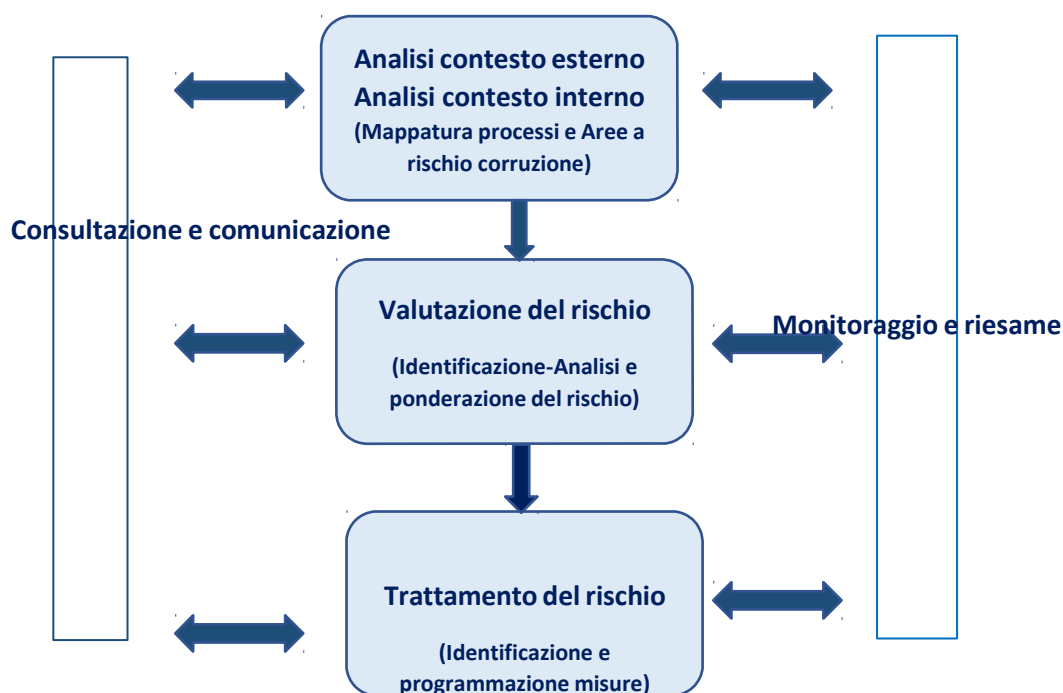 Analisi contesto esterno
Analisi contesto interno
(Mappatura processi e Aree a
rischio corruzione)
Consultazione e comunicazione
Valutazione del rischio
(Identificazione-Analisi e
ponderazione del rischio)
Monitoraggio e riesame
Trattamento del rischio
(Identificazione e
programmazione misure)